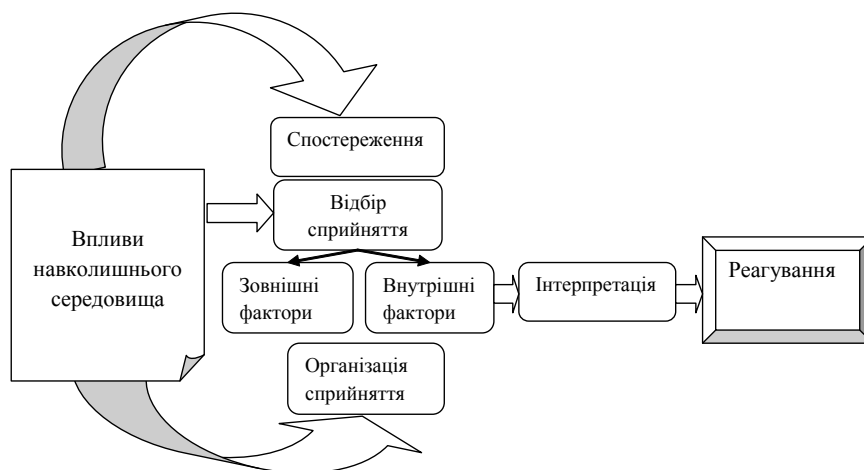 Спостереження
Впливи
навколишнього
середовища
Відбір
сприйняття
Зовнішні
фактори
Внутрішні
фактори
Інтерпретація
Реагування
Організація
сприйняття